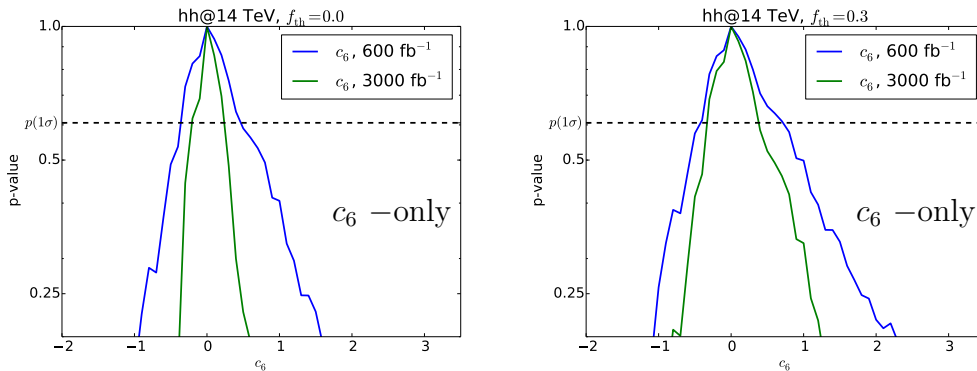 hh@14 TeV, f_th=0.0
1.0
c_6, 600 fb⁻¹
c_6, 3000 fb⁻¹
p(1σ)
0.5
p-value
c_6 −only
0.25
−2 −1 0 1 2 3
c_6
hh@14 TeV, f_th=0.3
1.0
c_6, 600 fb⁻¹
c_6, 3000 fb⁻¹
p(1σ)
0.5
p-value
c_6 −only
0.25
−2 −1 0 1 2 3
c_6